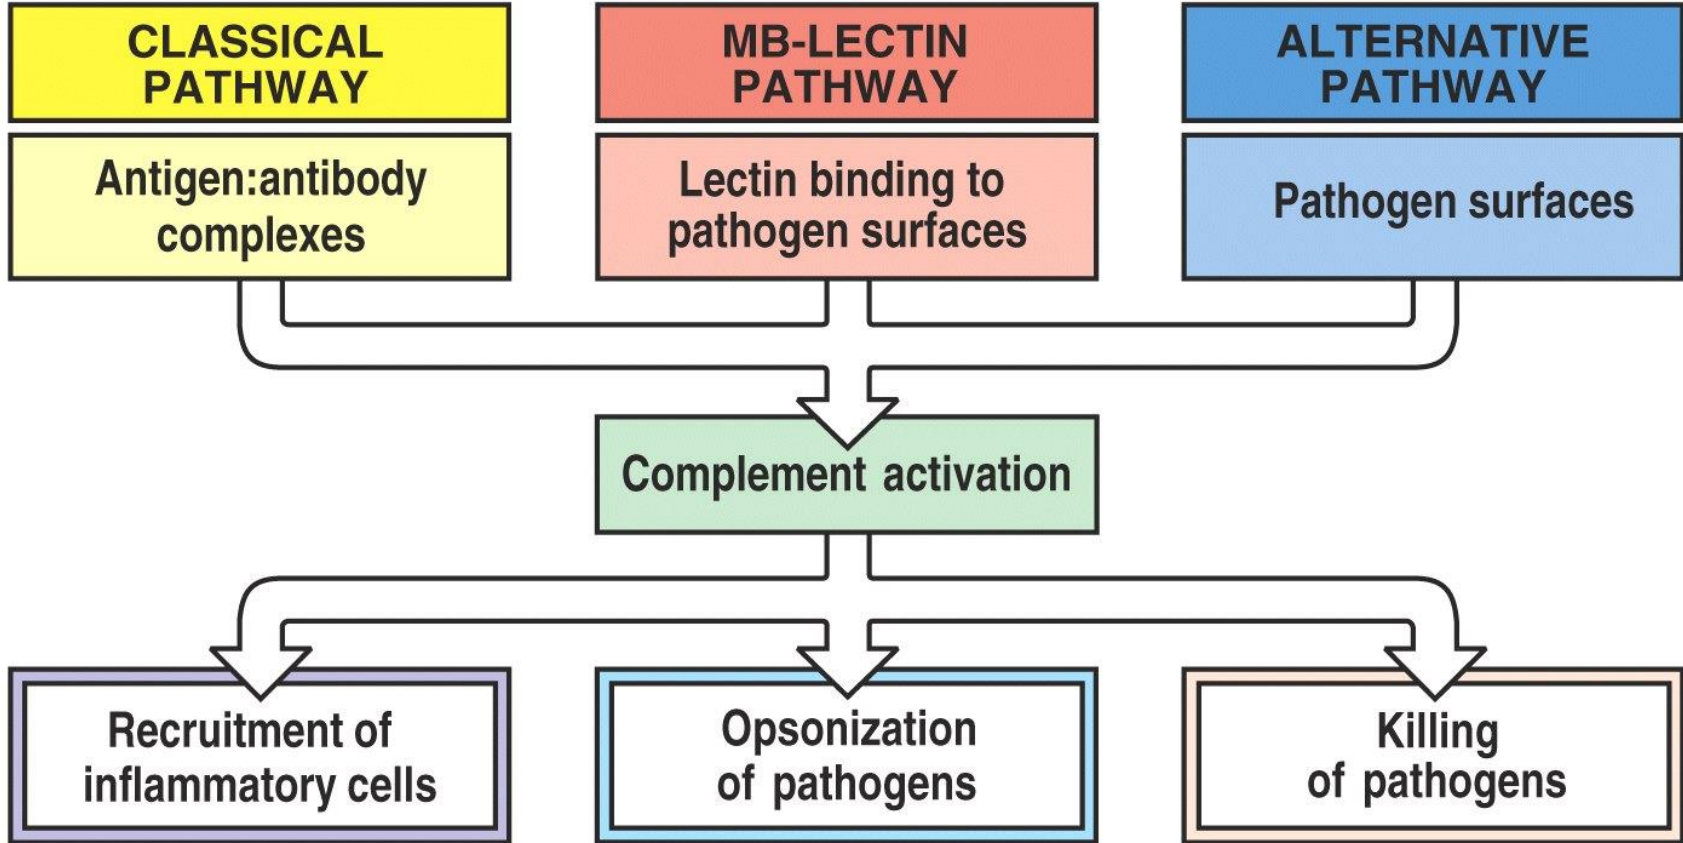 CLASSICAL
PATHWAY
Antigen:antibody
complexes
MB-LECTIN
PATHWAY
Lectin binding to
pathogen surfaces
ALTERNATIVE
PATHWAY
Pathogen surfaces
Complement activation
Recruitment of
inflammatory cells
Opsonization
of pathogens
Killing
of pathogens